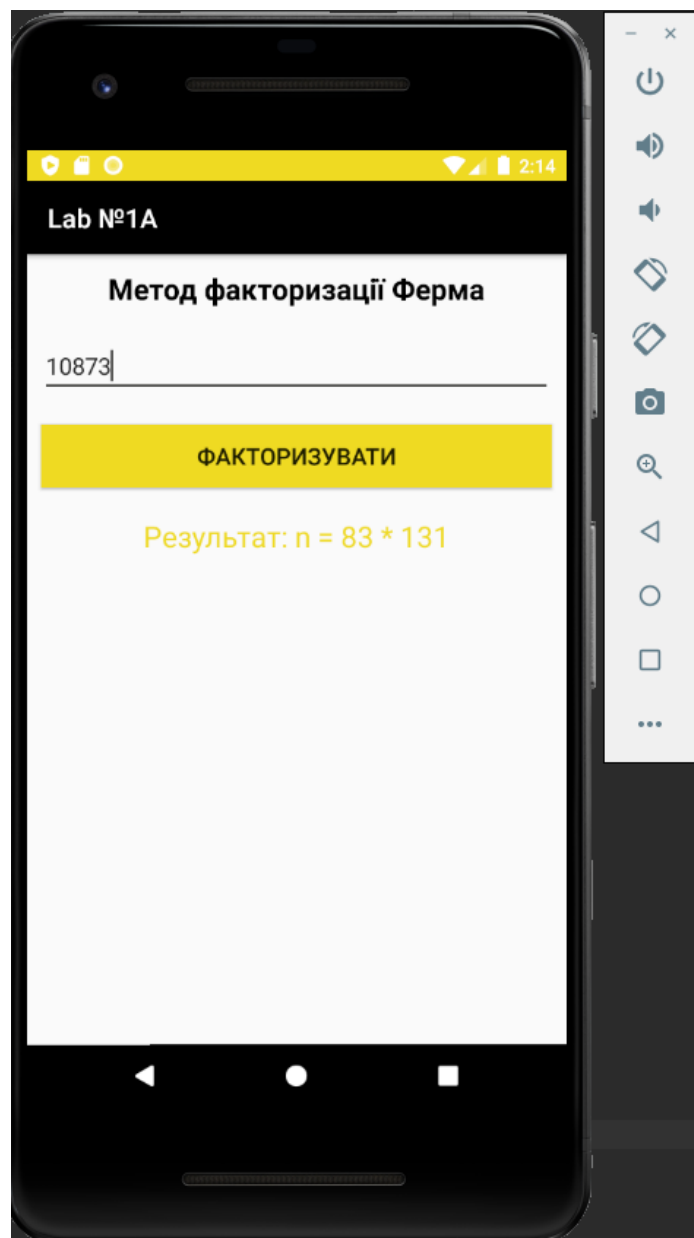 2:14
Lab №1A
Метод факторизації Ферма
10873
ФАКТОРИЗУВАТИ
Результат: n = 83 * 131